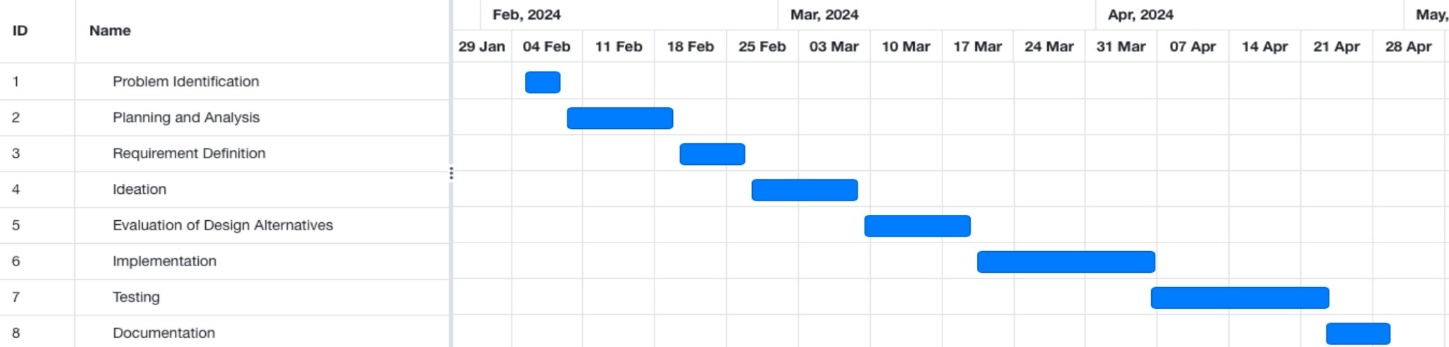 ID Name Feb, 2024 Mar, 2024 Apr, 2024 May,
29 Jan 04 Feb 11 Feb 18 Feb 25 Feb 03 Mar 10 Mar 17 Mar 24 Mar 31 Mar 07 Apr 14 Apr 21 Apr 28 Apr
1 Problem Identification
2 Planning and Analysis
3 Requirement Definition
4 Ideation
5 Evaluation of Design Alternatives
6 Implementation
7 Testing
8 Documentation